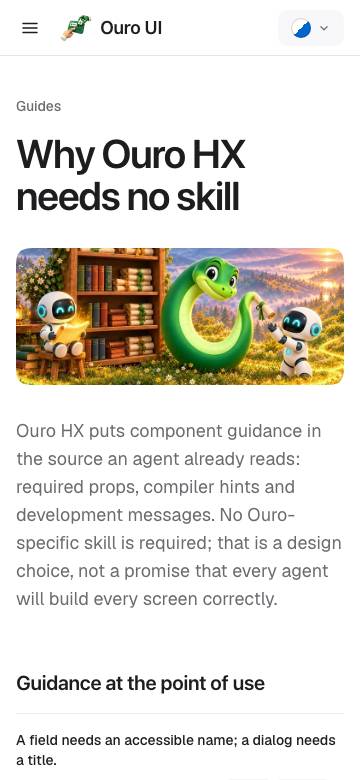 Ouro UI
Guides
Why Ouro HX
needs no skill
Ouro HX puts component guidance in
the source an agent already reads:
required props, compiler hints and
development messages. No Ouro-
specific skill is required; that is a design
choice, not a promise that every agent
will build every screen correctly.
Guidance at the point of use
A field needs an accessible name; a dialog needs
a title.